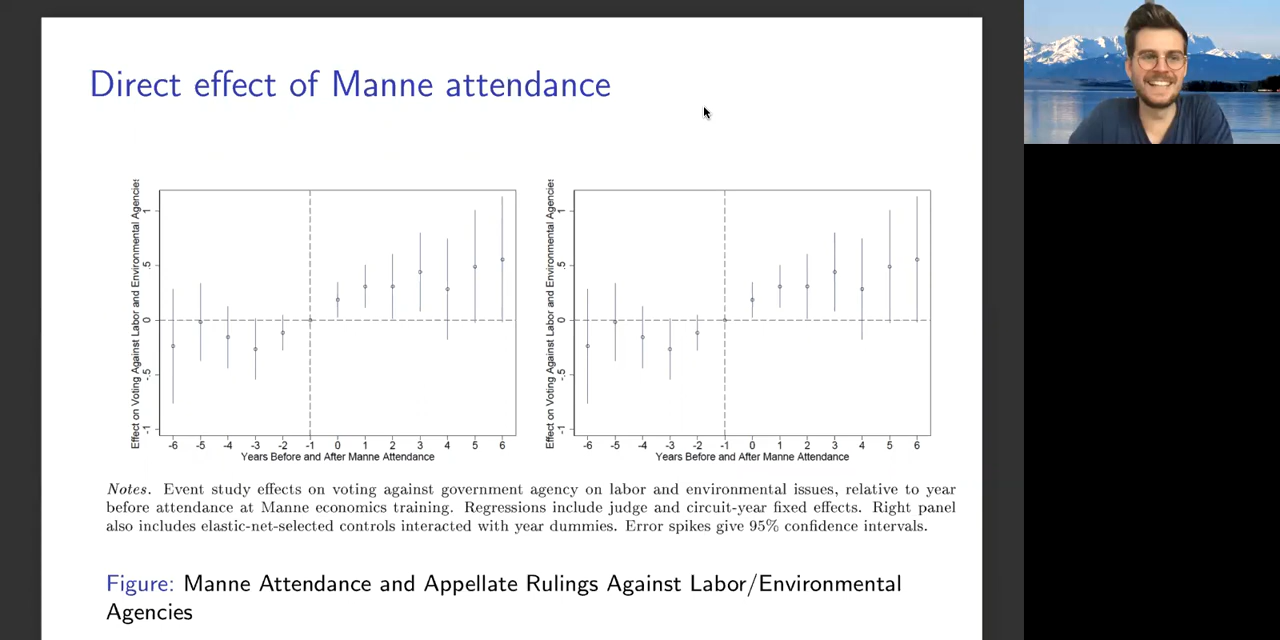 Direct effect of Manne attendance
Effect on Voting Against Labor and Environmental Agencies
1
.5
0
-.5
-1
-6 -5 -4 -3 -2 -1 0 1 2 3 4 5 6
Years Before and After Manne Attendance
Effect on Voting Against Labor and Environmental Agencies
1
.5
0
-.5
-1
-6 -5 -4 -3 -2 -1 0 1 2 3 4 5 6
Years Before and After Manne Attendance
Notes. Event study effects on voting against government agency on labor and environmental issues, relative to year
before attendance at Manne economics training. Regressions include judge and circuit-year fixed effects. Right panel
also includes elastic-net-selected controls interacted with year dummies. Error spikes give 95% confidence intervals.
Figure: Manne Attendance and Appellate Rulings Against Labor/Environmental
Agencies